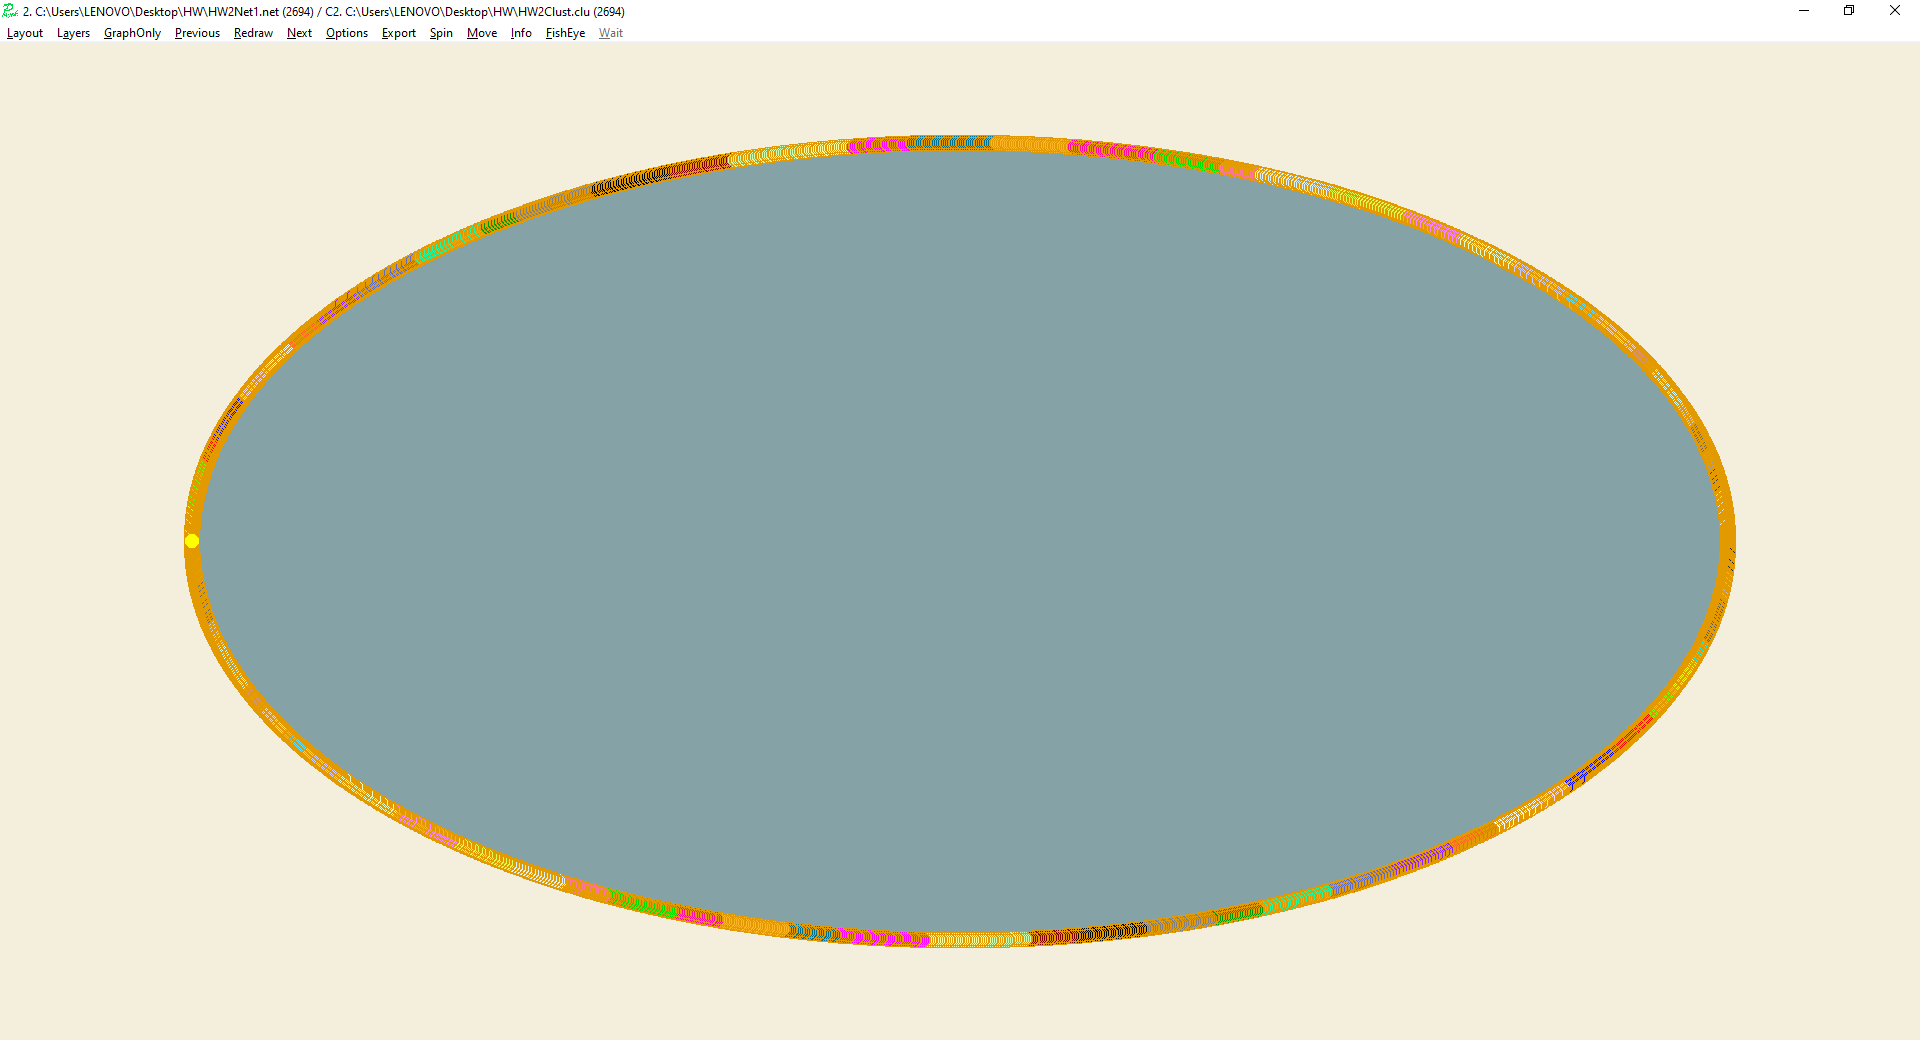 2. C:\Users\LENOVO\Desktop\HW\HW2Net1.net (2694) / C2. C:\Users\LENOVO\Desktop\HW\HW2Clust.clu (2694)
Layout Layers GraphOnly Previous Redraw Next Options Export Spin Move Info FishEye Wait